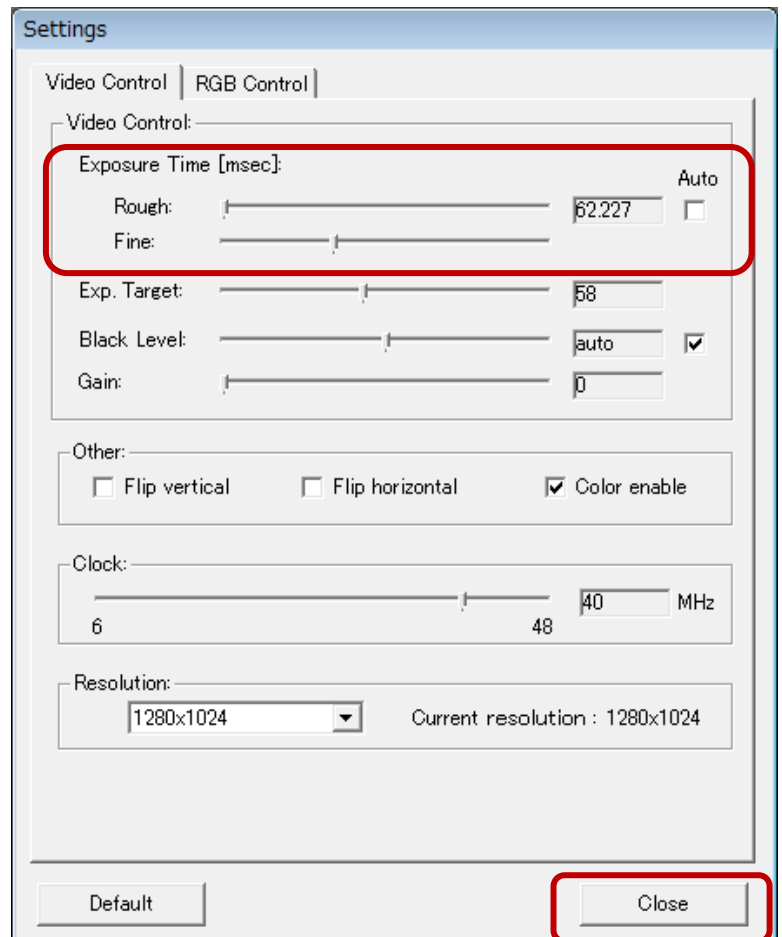 Settings
Video Control RGB Control
Video Control:
Exposure Time [msec]:
Auto
Rough: 62.227
Fine:
Exp. Target: 58
Black Level: auto
Gain: 0
Other:
Flip vertical Flip horizontal Color enable
Clock:
40 MHz
6 48
Resolution:
1280x1024 Current resolution : 1280x1024
Default Close